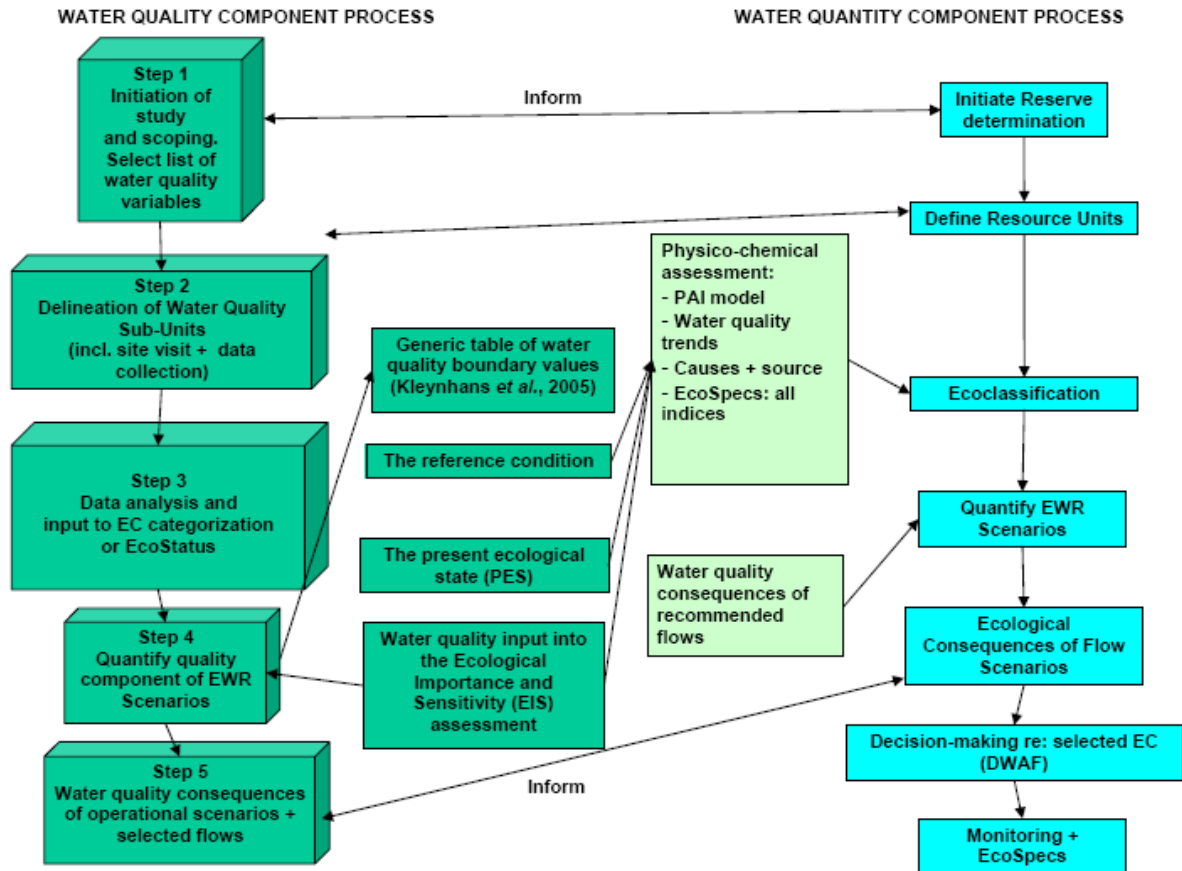 WATER QUALITY COMPONENT PROCESS
WATER QUANTITY COMPONENT PROCESS
Step 1
Initiation of
study
and scoping.
Select list of
water quality
variables
Inform
Initiate Reserve
determination
Define Resource Units
Step 2
Delineation of Water Quality
Sub-Units
(incl. site visit + data
collection)
Physico-chemical
assessment:
- PAI model
- Water quality
trends
- Causes + source
- EcoSpecs: all
indices
Generic table of water
quality boundary values
(Kleynhans et al., 2005)
Ecoclassification
The reference condition
Step 3
Data analysis and
input to EC categorization
or EcoStatus
Quantify EWR
Scenarios
The present ecological
state (PES)
Water quality
consequences of
recommended
flows
Step 4
Quantify quality
component of EWR
Scenarios
Water quality input into
the Ecological
Importance and
Sensitivity (EIS)
assessment
Ecological
Consequences of Flow
Scenarios
Decision-making re: selected EC
(DWAF)
Step 5
Water quality consequences
of operational scenarios +
selected flows
Inform
Monitoring +
EcoSpecs